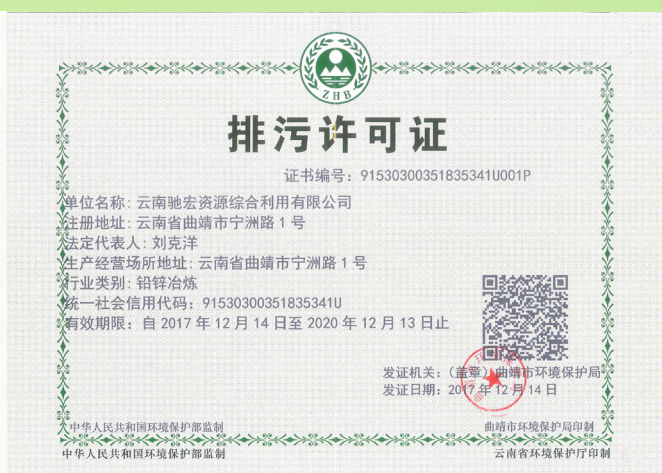 ZHB
排污许可证
证书编号：91530300351835341U001P
单位名称：云南驰宏资源综合利用有限公司
注册地址：云南省曲靖市宁洲路1号
法定代表人：刘克洋
生产经营场所地址：云南省曲靖市宁洲路1号
行业类别：铅锌冶炼
统一社会信用代码：91530300351835341U
有效期限：自2017年12月14日至2020年12月13日止
发证机关：（盖章）曲靖市环境保护局
发证日期：2017年12月14日
中华人民共和国环境保护部监制
曲靖市环境保护局印制
中华人民共和国环境保护部监制
云南省环境保护厅印制